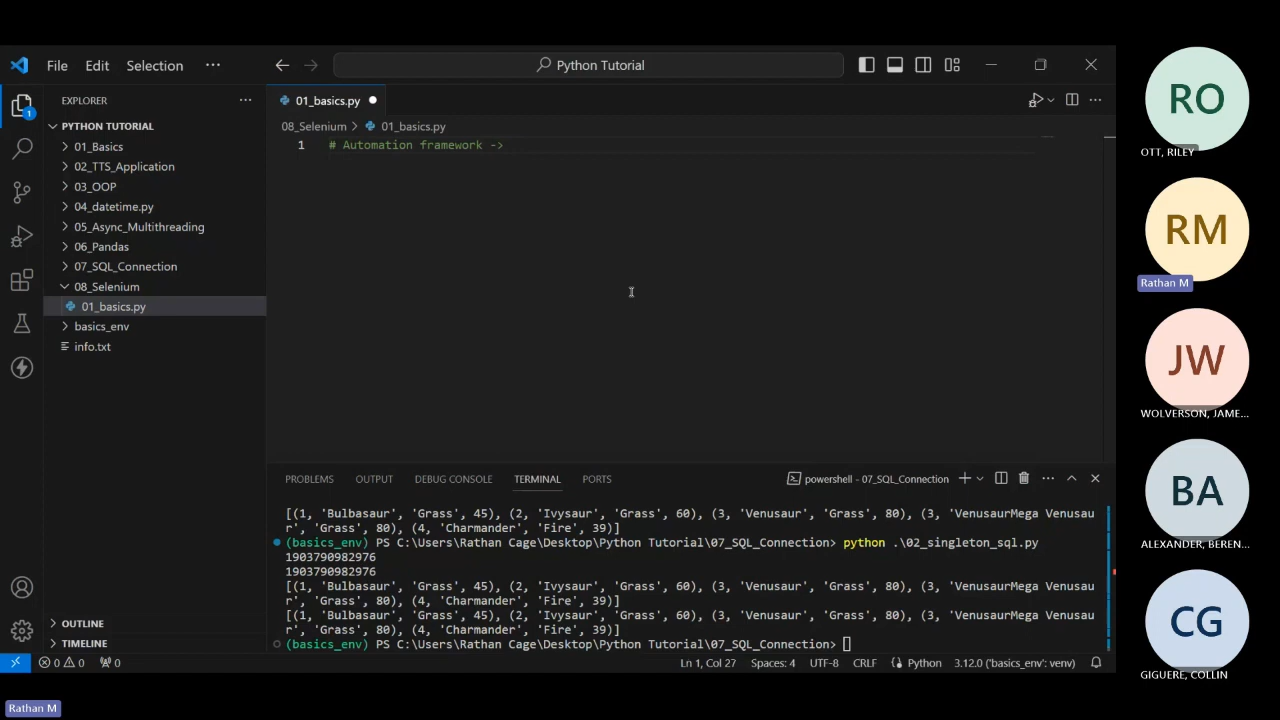 File Edit Selection ···
Python Tutorial
EXPLORER ···
PYTHON TUTORIAL
01_Basics
02_TTS_Application
03_OOP
04_datetime.py
05_Async_Multithreading
06_Pandas
07_SQL_Connection
08_Selenium
01_basics.py
basics_env
info.txt
OUTLINE
TIMELINE
1
01_basics.py
08_Selenium > 01_basics.py
1 # Automation framework ->
PROBLEMS OUTPUT DEBUG CONSOLE TERMINAL PORTS powershell - 07_SQL_Connection
[(1, 'Bulbasaur', 'Grass', 45), (2, 'Ivysaur', 'Grass', 60), (3, 'Venusaur', 'Grass', 80), (3, 'VenusaurMega Venusau
r', 'Grass', 80), (4, 'Charmander', 'Fire', 39)]
(basics_env) PS C:\Users\Rathan Cage\Desktop\Python Tutorial\07_SQL_Connection> python .\02_singleton_sql.py
1903790982976
1903790982976
[(1, 'Bulbasaur', 'Grass', 45), (2, 'Ivysaur', 'Grass', 60), (3, 'Venusaur', 'Grass', 80), (3, 'VenusaurMega Venusau
r', 'Grass', 80), (4, 'Charmander', 'Fire', 39)]
[(1, 'Bulbasaur', 'Grass', 45), (2, 'Ivysaur', 'Grass', 60), (3, 'Venusaur', 'Grass', 80), (3, 'VenusaurMega Venusau
r', 'Grass', 80), (4, 'Charmander', 'Fire', 39)]
(basics_env) PS C:\Users\Rathan Cage\Desktop\Python Tutorial\07_SQL_Connection>
0 0 0 Ln 1, Col 27 Spaces: 4 UTF-8 CRLF Python 3.12.0 ('basics_env': venv)
RO
OTT, RILEY
RM
Rathan M
JW
WOLVERSON, JAME...
BA
ALEXANDER, BEREN...
CG
GIGUERE, COLLIN
Rathan M